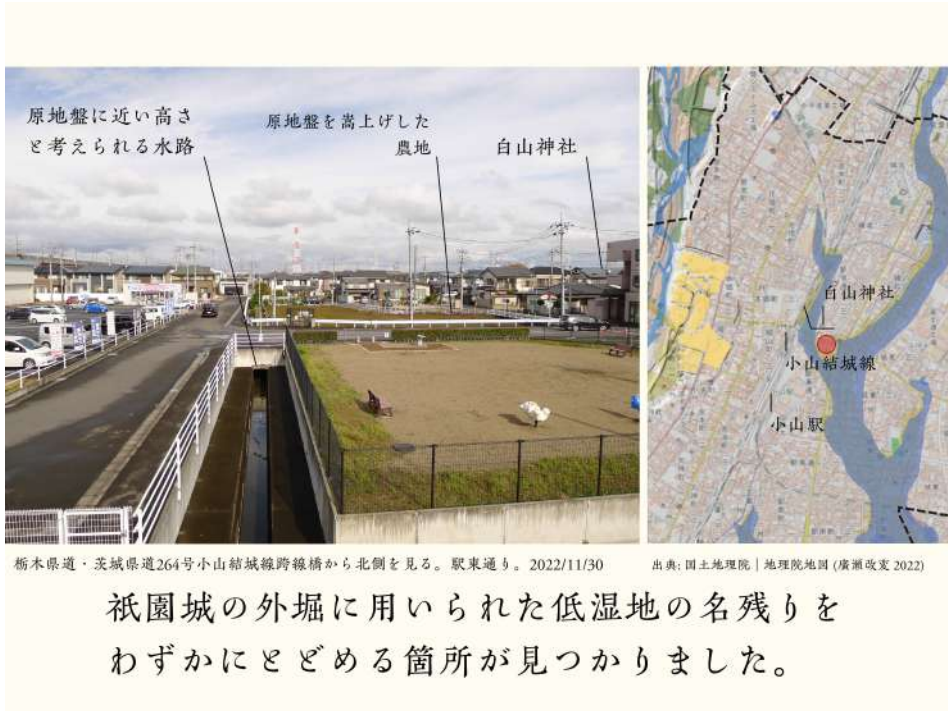 原地盤に近い高さ
と考えられる水路
原地盤を嵩上げした
農地
白山神社
白山神社
小山結城線
小山駅
栃木県道・茨城県道264号小山結城線跨線橋から北側を見る。駅東通り。2022/11/30
出典: 国土地理院｜地理院地図 (廣瀬改変 2022)
祇園城の外堀に用いられた低湿地の名残りを
わずかにとどめる箇所が見つかりました。